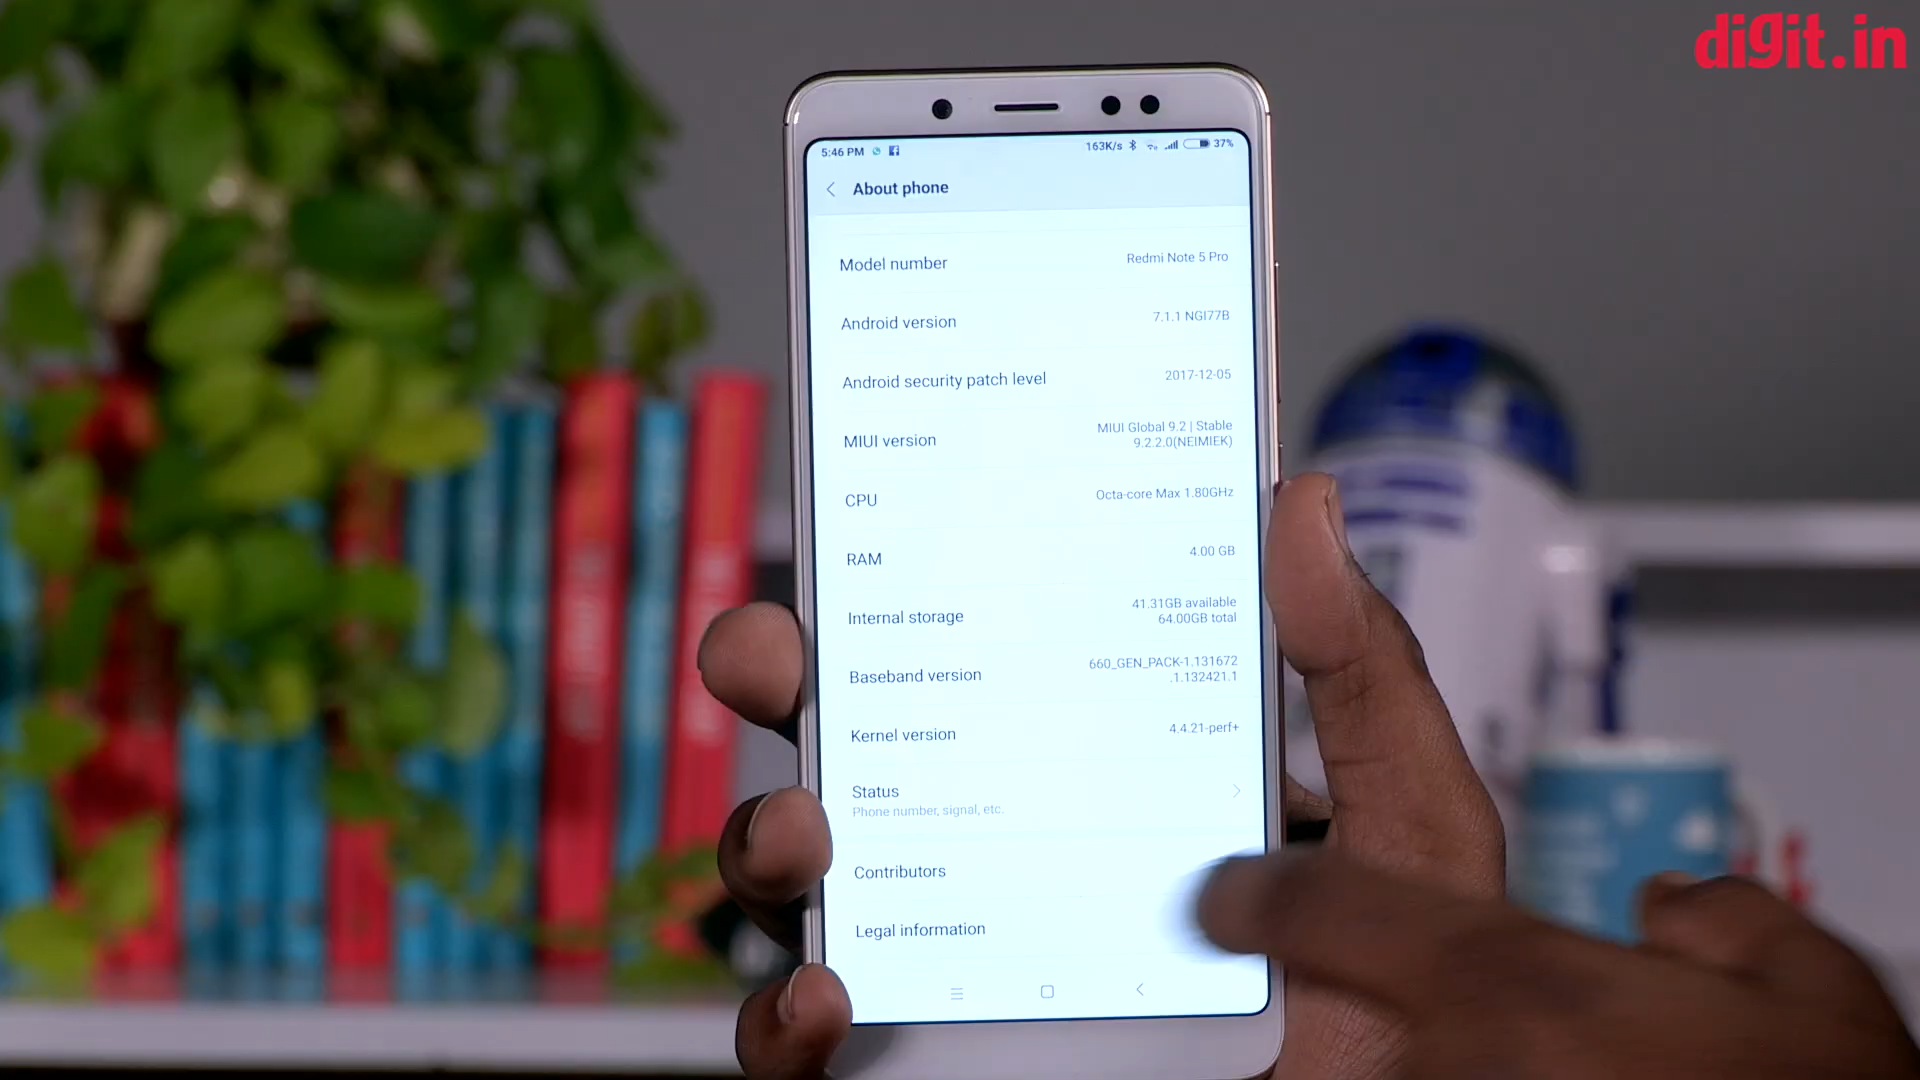 digit.in
5:46 PM 163K/s 37%
About phone
Model number Redmi Note 5 Pro
Android version 7.1.1 NGI77B
Android security patch level 2017-12-05
MIUI version MIUI Global 9.2 | Stable
9.2.2.0(NEIMIEK)
CPU Octa-core Max 1.80GHz
RAM 4.00 GB
Internal storage 41.31GB available
64.00GB total
Baseband version 660_GEN_PACK-1.131672
.1.132421.1
Kernel version 4.4.21-perf+
Status
Phone number, signal, etc.
Contributors
Legal information